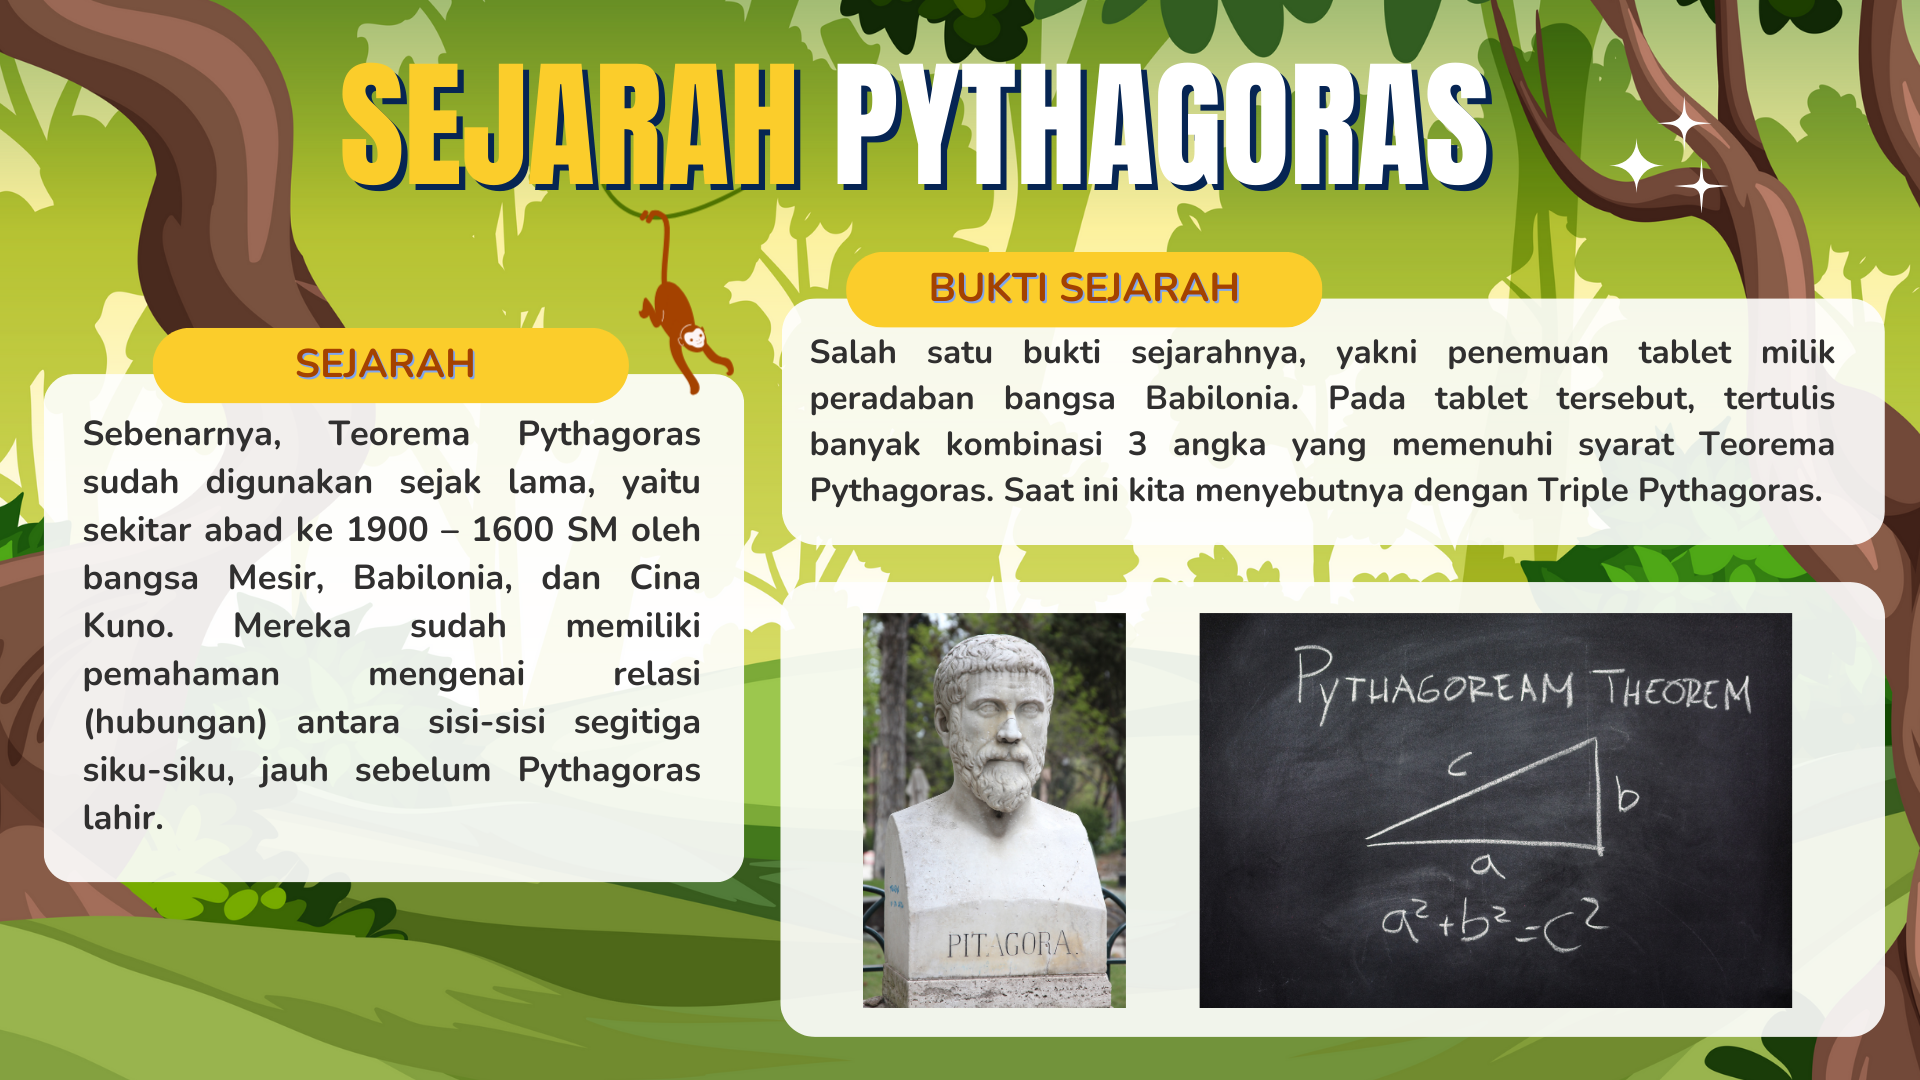 SEJARAH PYTHAGORAS
SEJARAH
Sebenarnya, Teorema Pythagoras
sudah digunakan sejak lama, yaitu
sekitar abad ke 1900 – 1600 SM oleh
bangsa Mesir, Babilonia, dan Cina
Kuno. Mereka sudah memiliki
pemahaman mengenai relasi
(hubungan) antara sisi-sisi segitiga
siku-siku, jauh sebelum Pythagoras
lahir.
BUKTI SEJARAH
Salah satu bukti sejarahnya, yakni penemuan tablet milik
peradaban bangsa Babilonia. Pada tablet tersebut, tertulis
banyak kombinasi 3 angka yang memenuhi syarat Teorema
Pythagoras. Saat ini kita menyebutnya dengan Triple Pythagoras.
PITAGORA.
PYTHAGOREAM THEOREM
c
b
a
a²+b²=c²